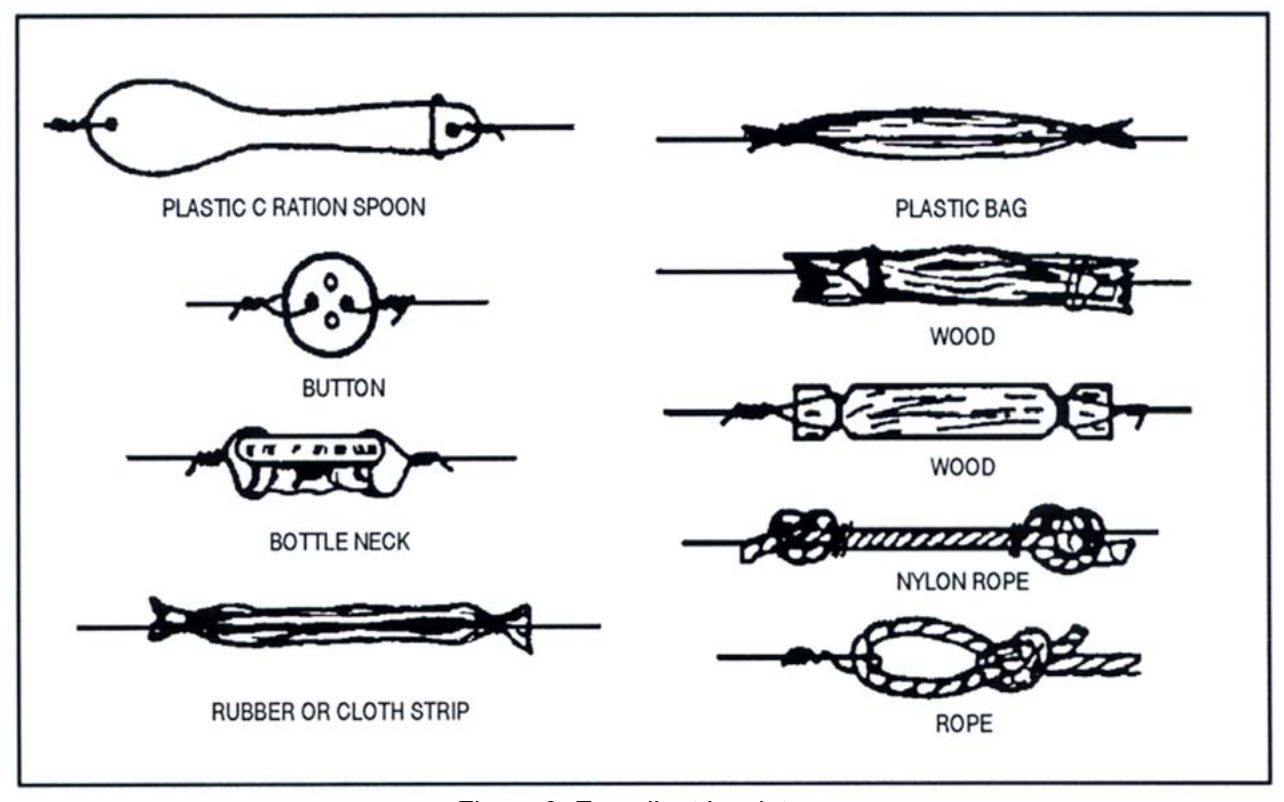 PLASTIC C RATION SPOON
PLASTIC BAG
BUTTON
WOOD
BOTTLE NECK
WOOD
RUBBER OR CLOTH STRIP
NYLON ROPE
ROPE